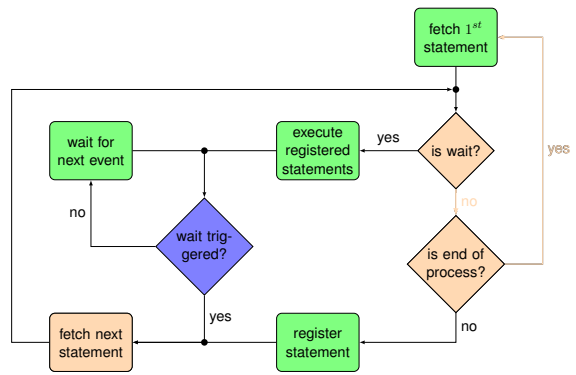 fetch 1st
statement
wait for
next event
execute
registered
statements
yes
is wait?
yes
no
no
wait trig-
gered?
is end of
process?
yes
no
fetch next
statement
register
statement